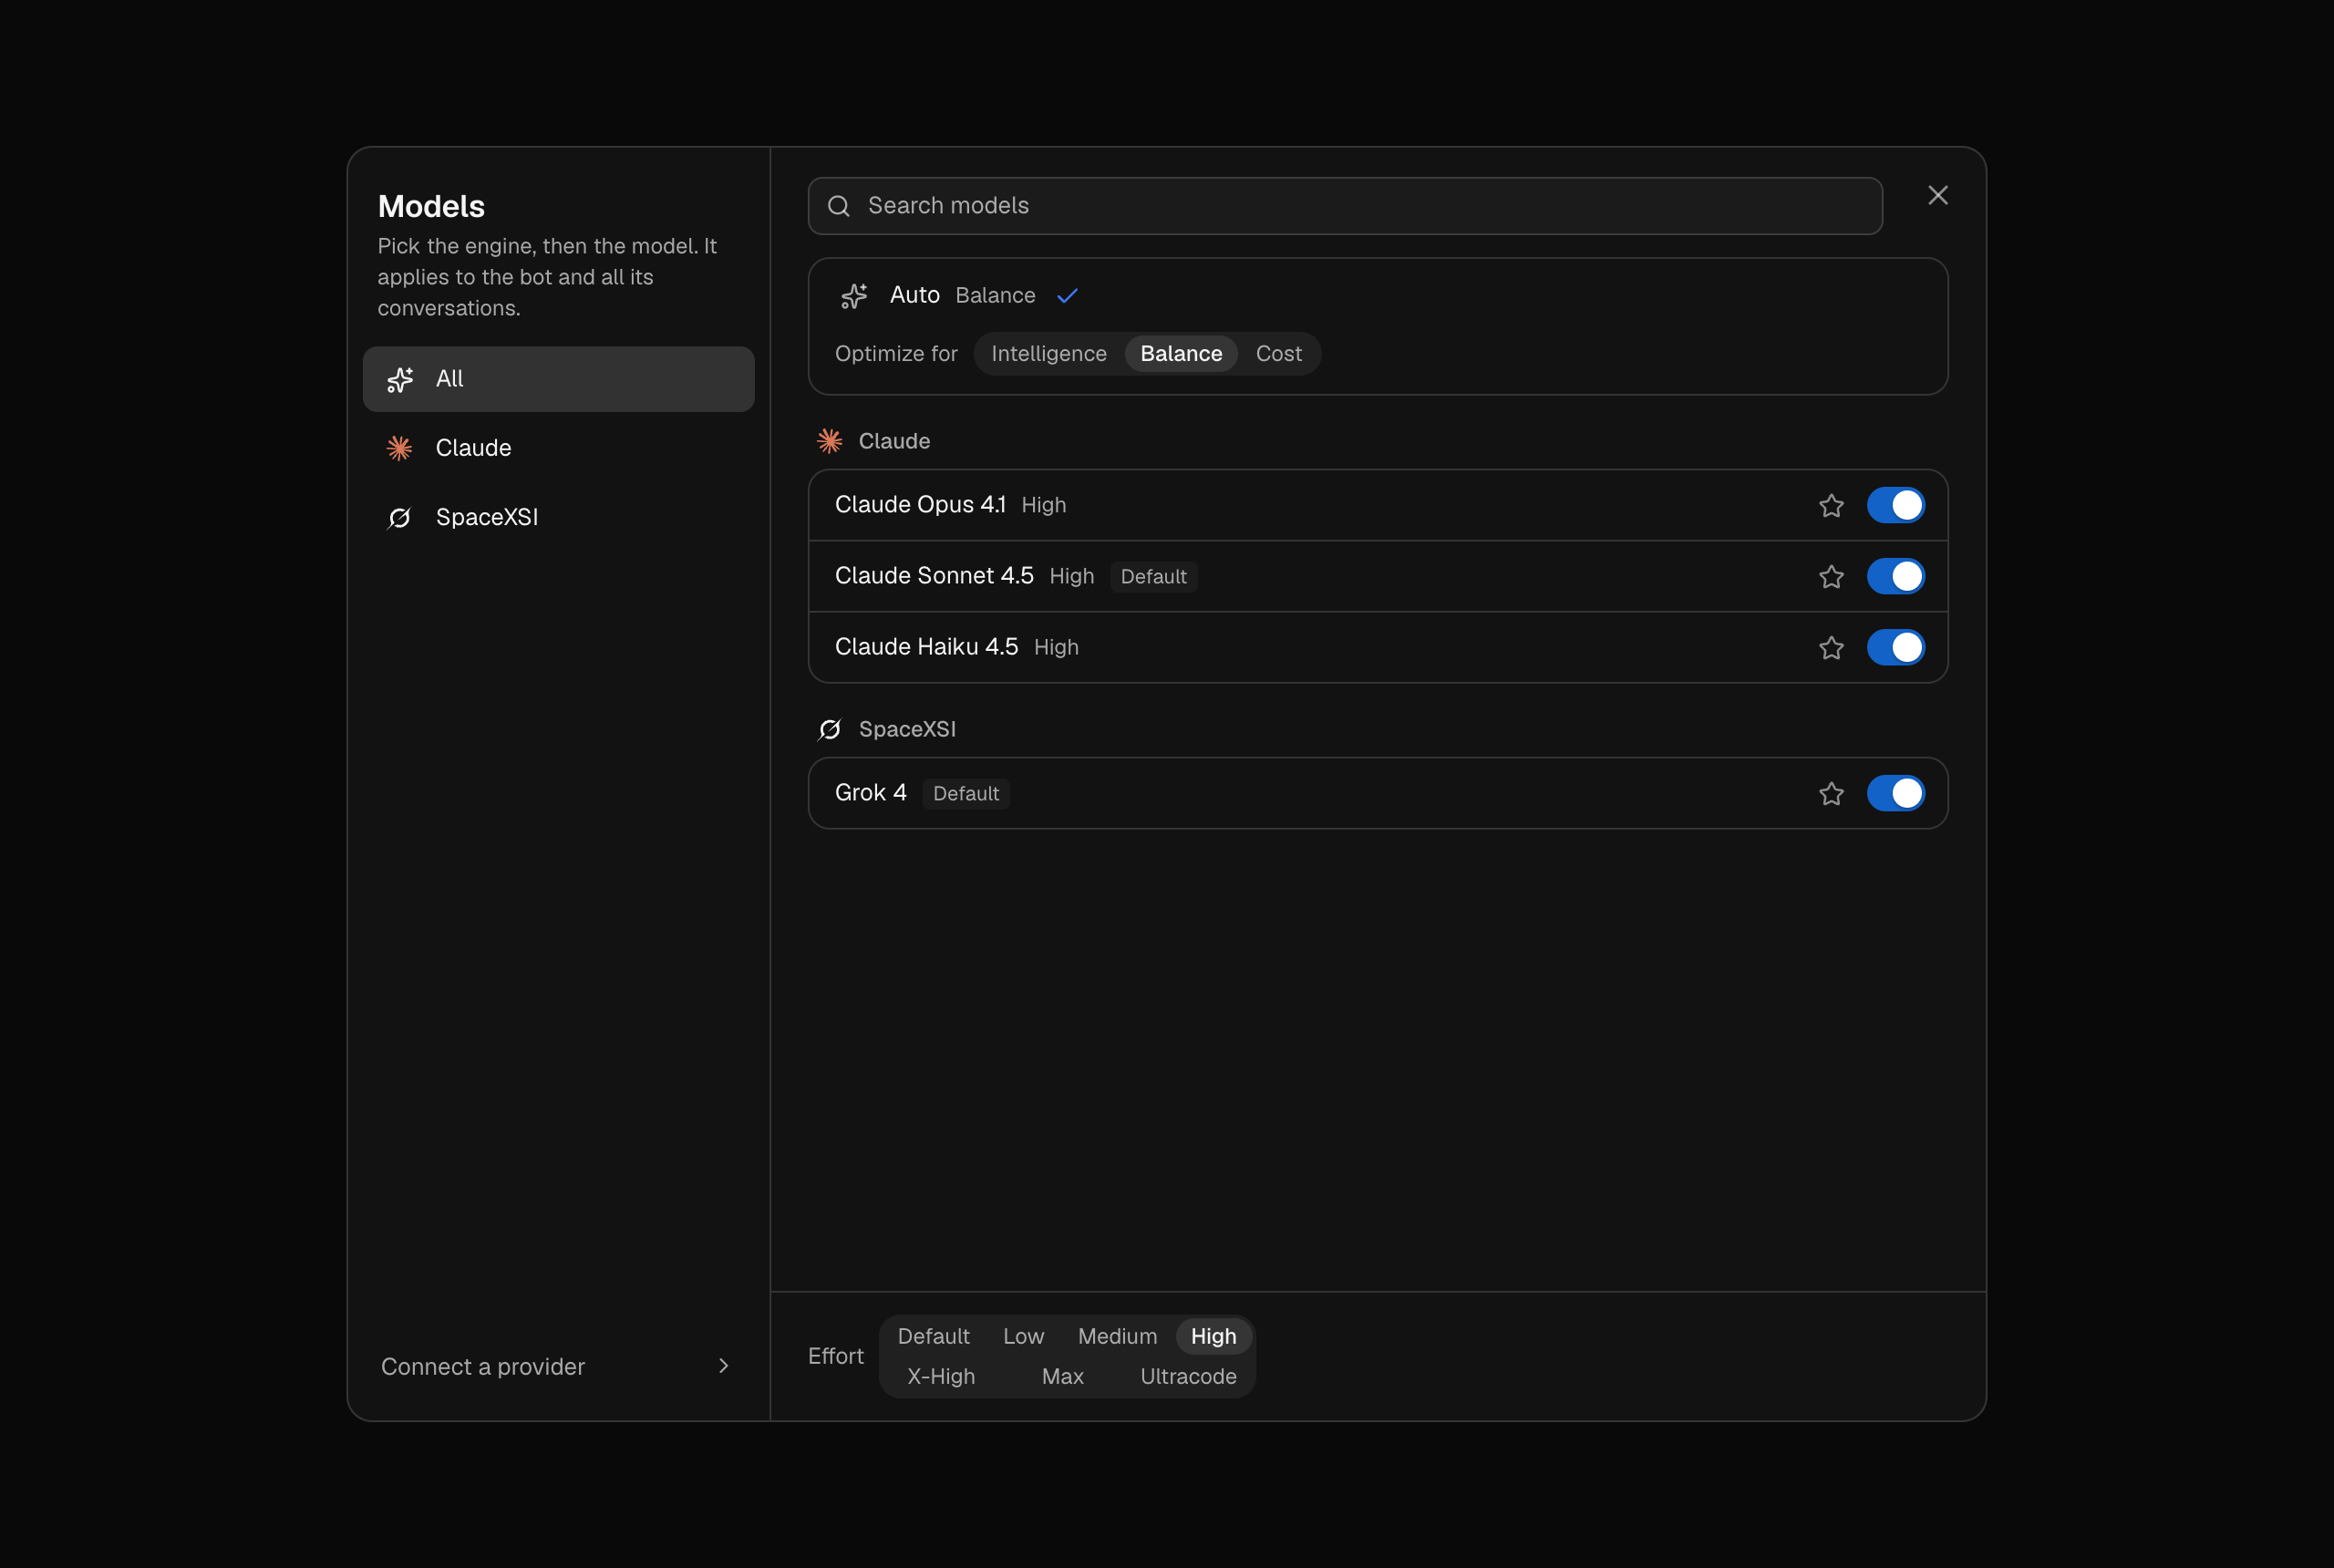 Models
Pick the engine, then the model. It
applies to the bot and all its
conversations.
All
Claude
SpaceXSI
Connect a provider
Search models
Auto Balance
Optimize for Intelligence Balance Cost
Claude
Claude Opus 4.1 High
Claude Sonnet 4.5 High Default
Claude Haiku 4.5 High
SpaceXSI
Grok 4 Default
Effort
Default Low Medium High
X-High Max Ultracode